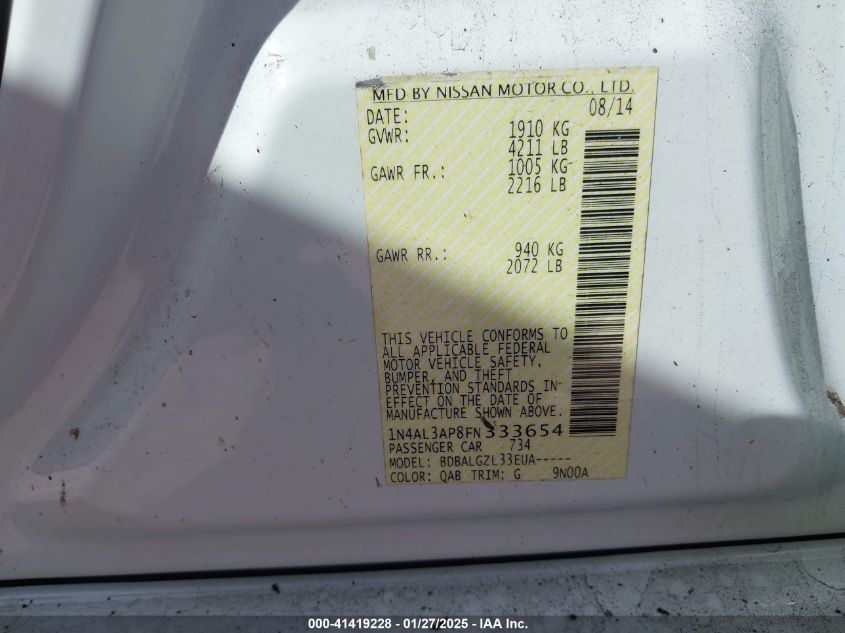 MFD BY NISSAN MOTOR CO., LTD.
DATE: 08/14
GVWR: 1910 KG
4211 LB
GAWR FR.: 1005 KG
2216 LB
GAWR RR.: 940 KG
2072 LB
THIS VEHICLE CONFORMS TO
ALL APPLICABLE FEDERAL
MOTOR VEHICLE SAFETY,
BUMPER, AND THEFT
PREVENTION STANDARDS IN-
EFFECT ON THE DATE OF
MANUFACTURE SHOWN ABOVE.
1N4AL3AP8FN333654
PASSENGER CAR 734
MODEL: BDBALGZL33EUA-----
COLOR: QAB TRIM: G 9N00A
000-41419228 - 01/27/2025 - IAA Inc.